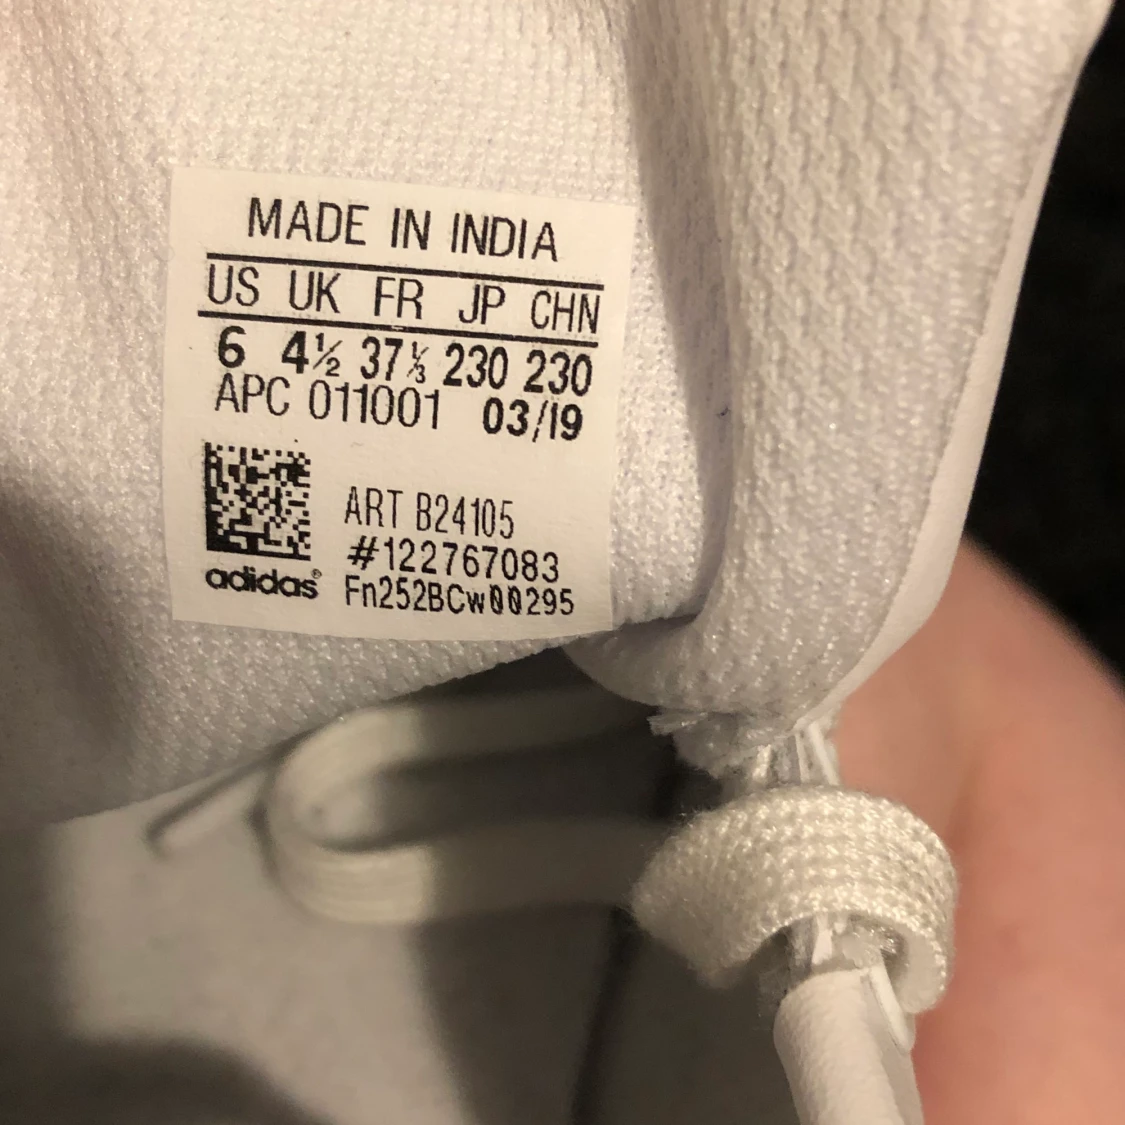 MADE IN INDIA
US UK FR JP CHN
6 4½ 37⅓ 230 230
APC 011001 03/19
ART B24105
#122767083
adidas® Fn252BCw00295